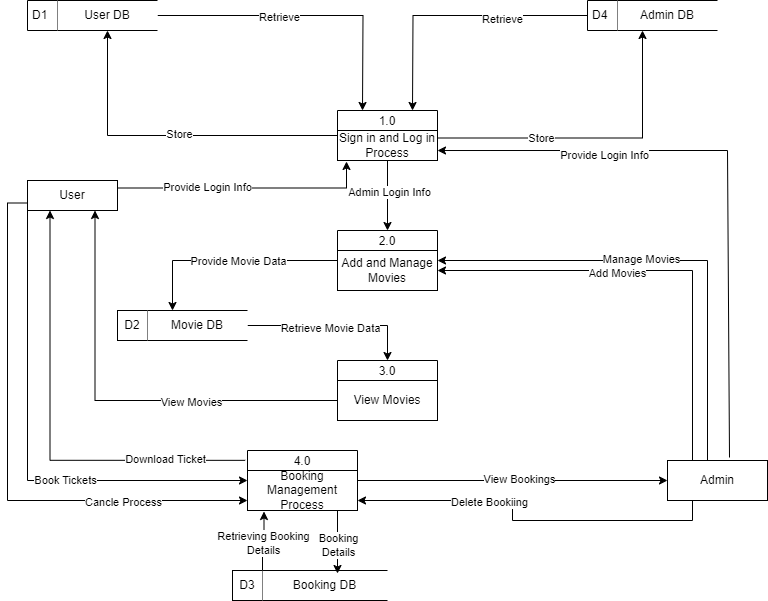 D1 User DB
Retrieve
Retrieve
D4 Admin DB
1.0
Store
Sign in and Log in
Process
Store
Provide Login Info
User
Provide Login Info
Admin Login Info
2.0
Provide Movie Data
Add and Manage
Movies
Manage Movies
Add Movies
D2 Movie DB
Retrieve Movie Data
3.0
View Movies
View Movies
Download Ticket
4.0
Book Tickets
Booking
Management
Process
View Bookings
Admin
Cancle Process
Delete Bookiing
Retrieving Booking
Details
Booking
Details
D3 Booking DB